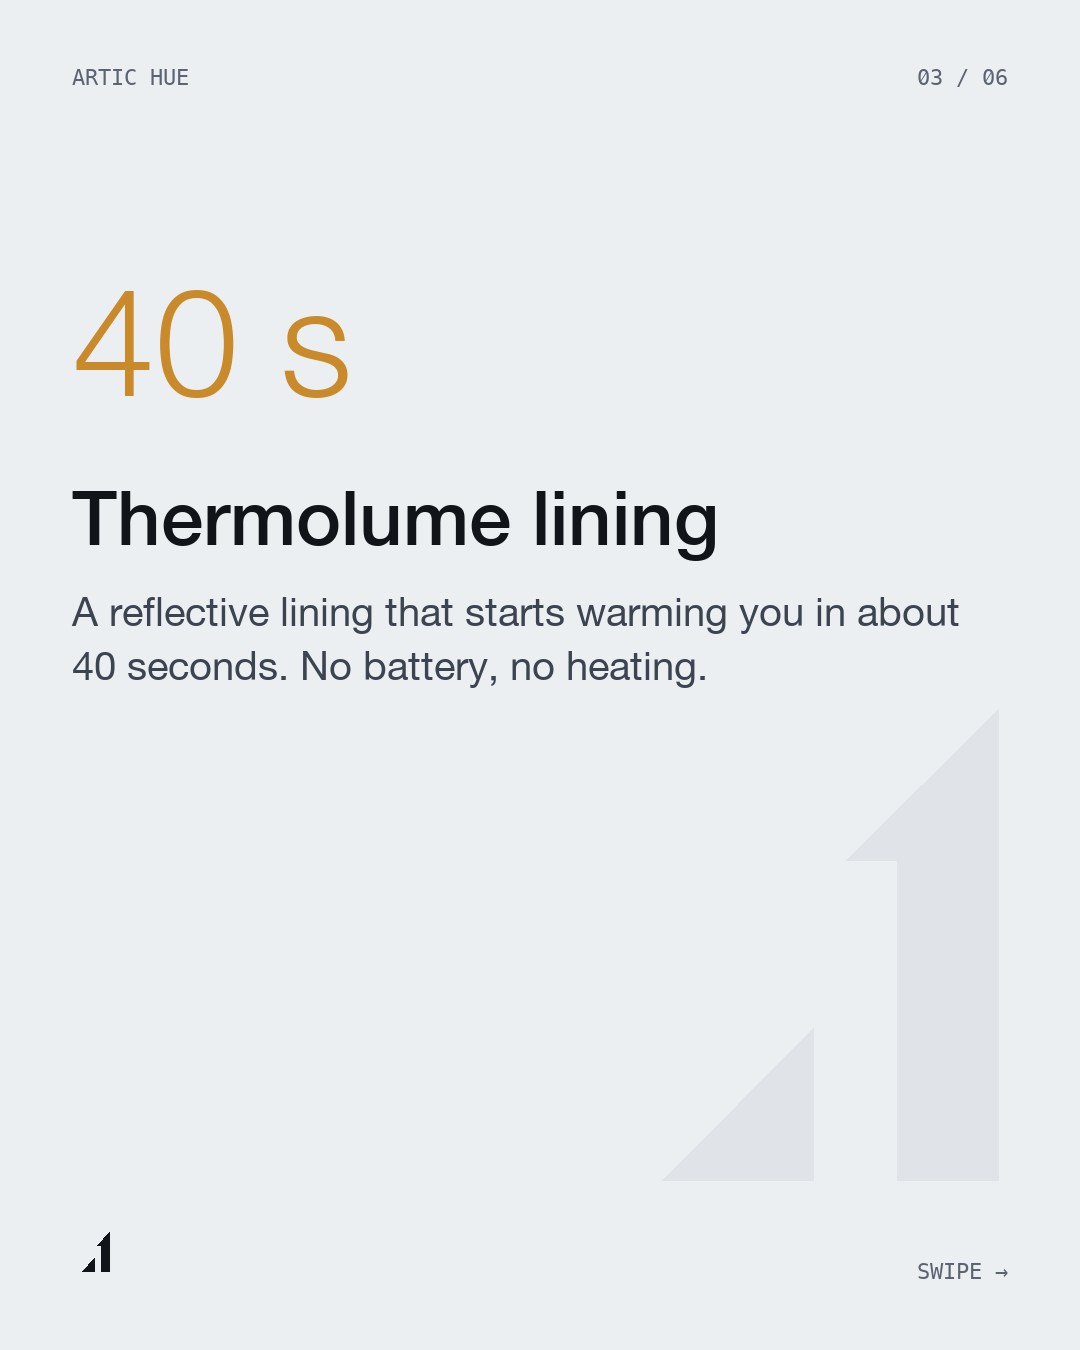 ARTIC HUE
03 / 06
40 s
Thermolume lining
A reflective lining that starts warming you in about
40 seconds. No battery, no heating.
SWIPE →